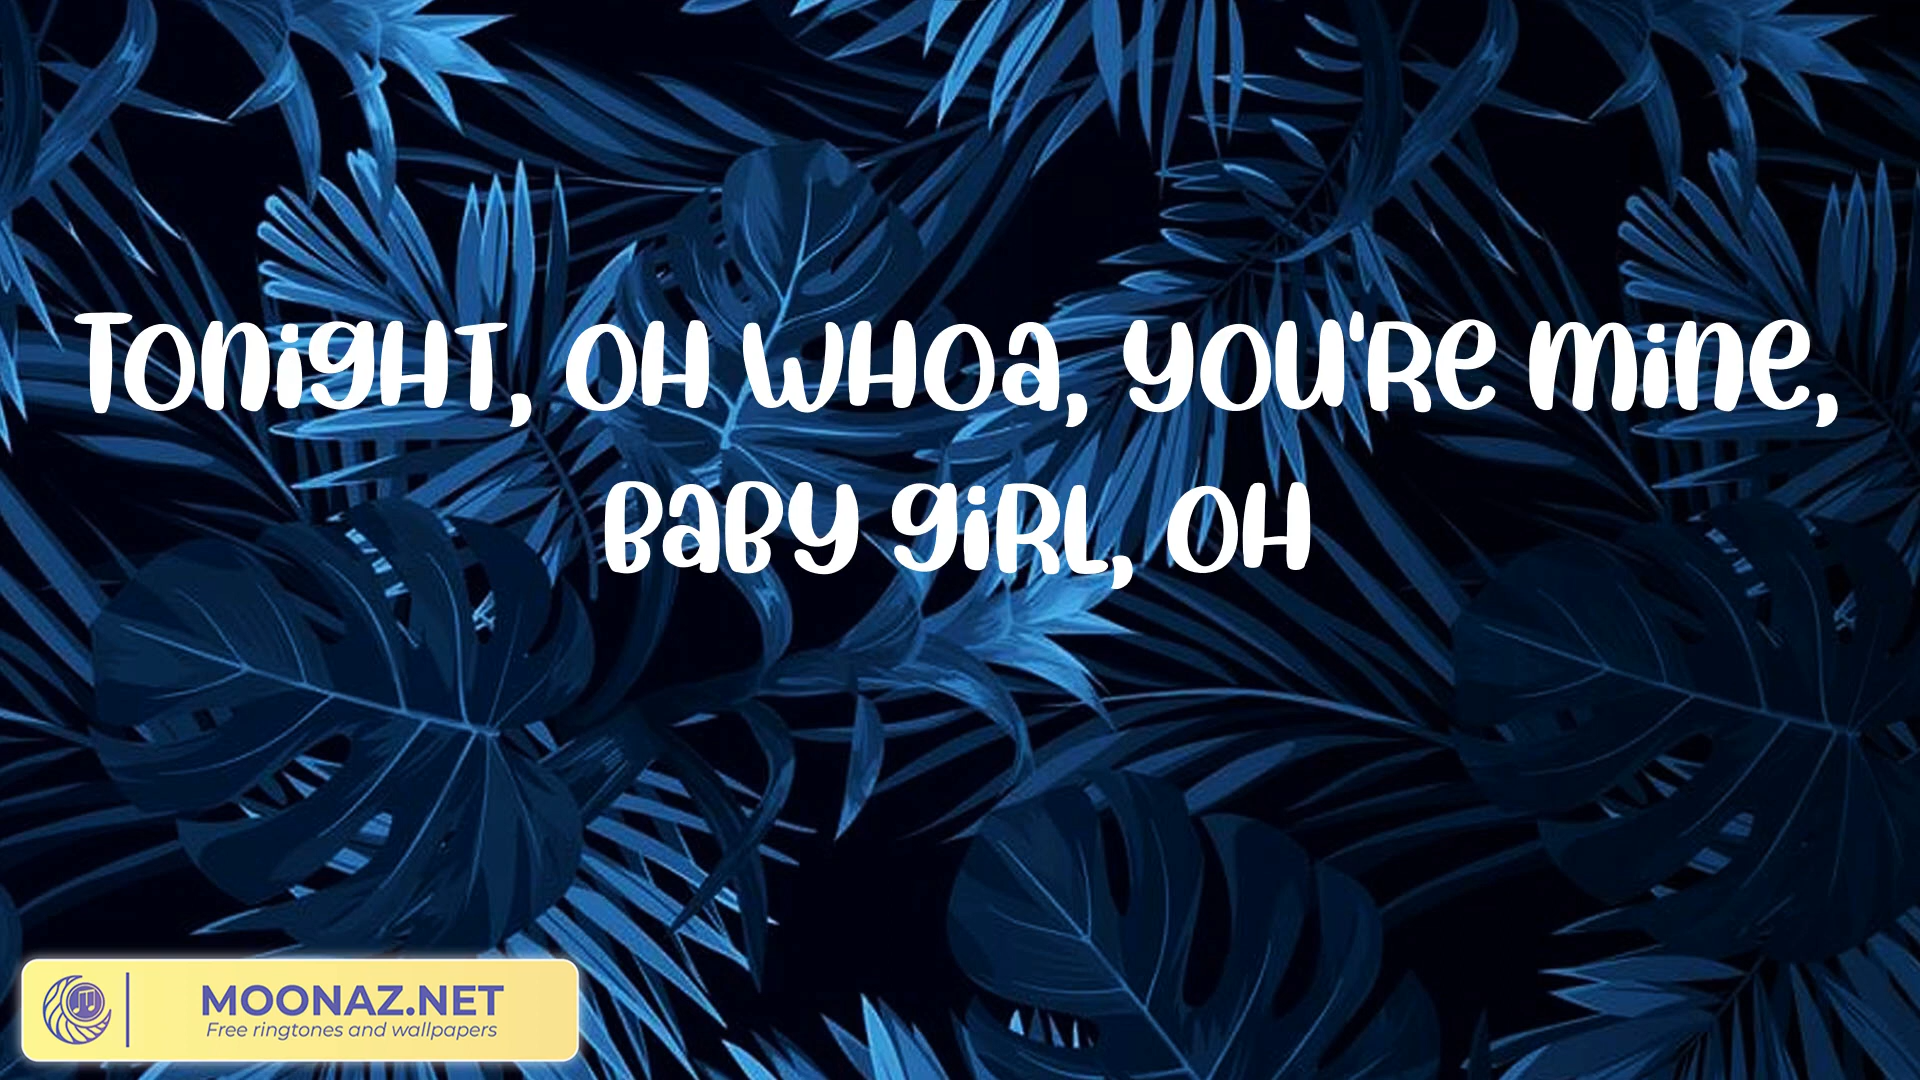 Tonight, oh whoa, you're mine,
baby girl, oh
MOONAZ.NET
Free ringtones and wallpapers